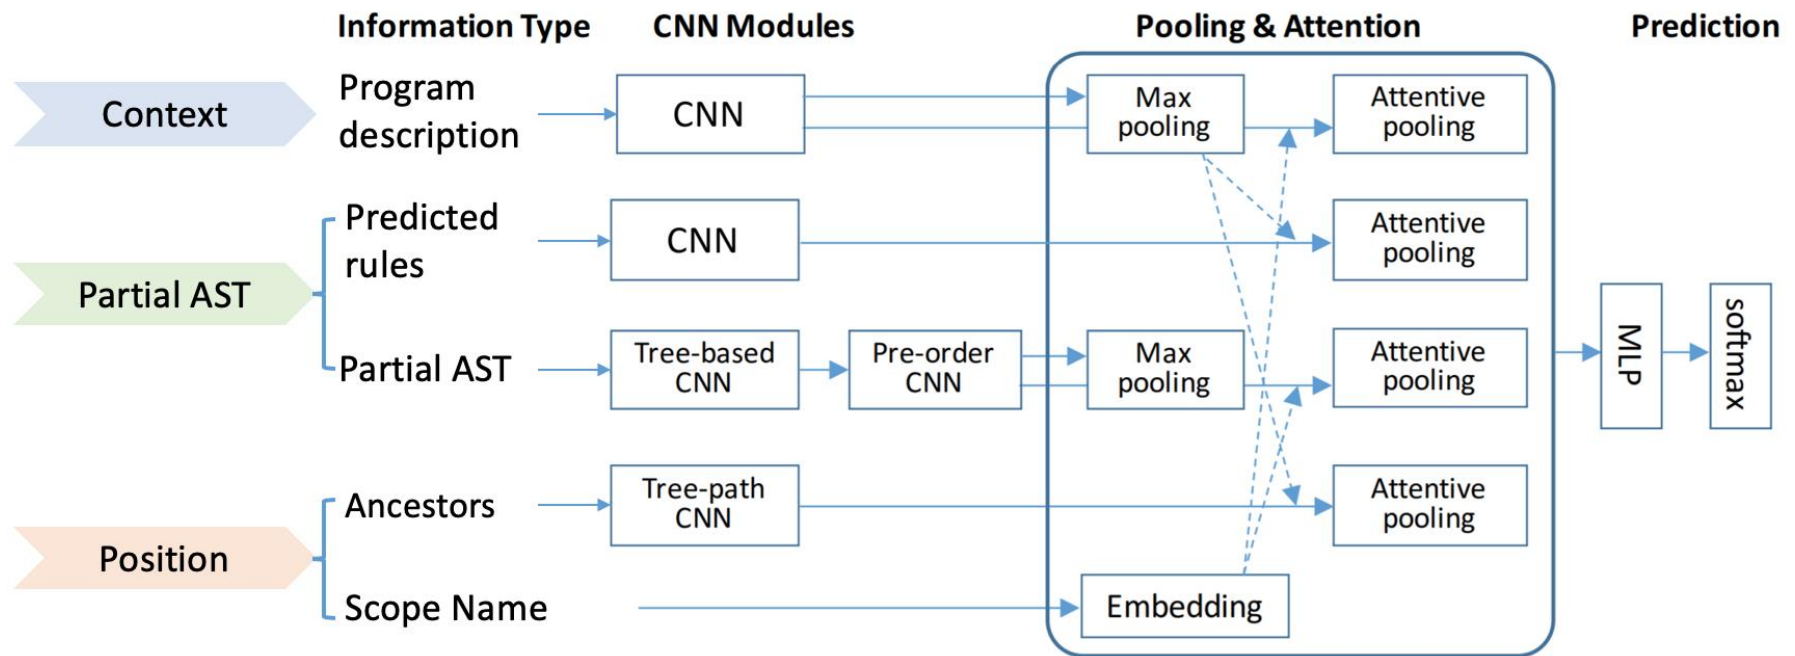 Information Type
CNN Modules
Pooling & Attention
Prediction
Context
Program
description
CNN
Max
pooling
Attentive
pooling
Partial AST
Predicted
rules
CNN
Attentive
pooling
Partial AST
Tree-based
CNN
Pre-order
CNN
Max
pooling
Attentive
pooling
MLP
softmax
Position
Ancestors
Tree-path
CNN
Attentive
pooling
Scope Name
Embedding